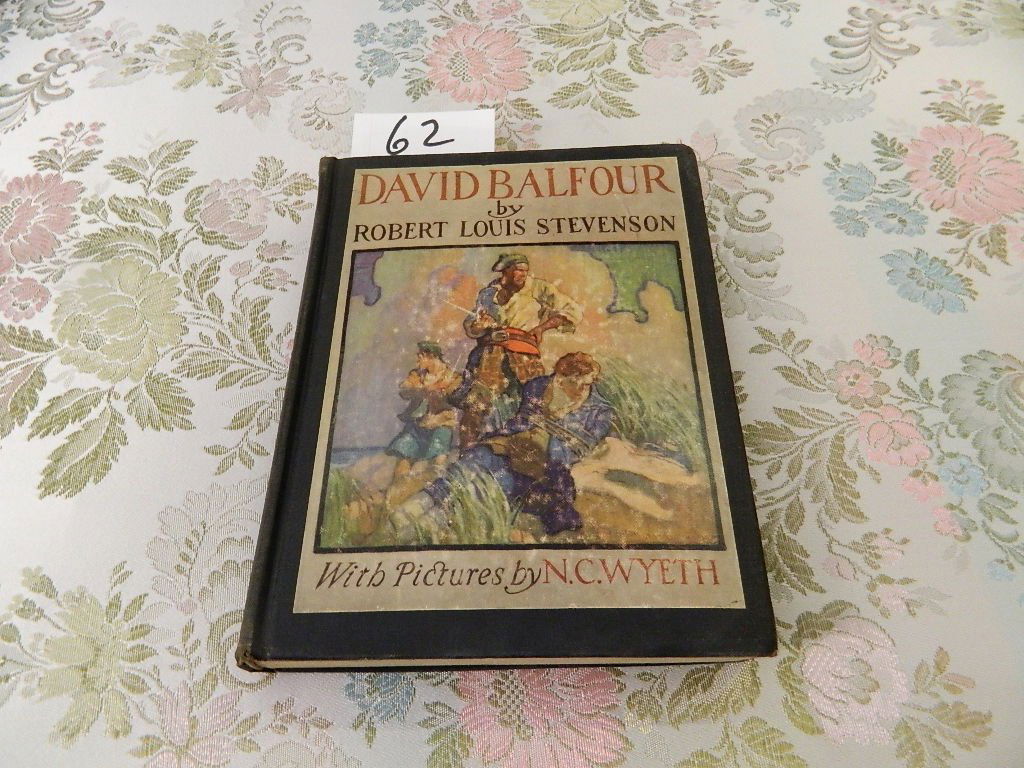 62
DAVID BALFOUR
by
ROBERT LOUIS STEVENSON
With Pictures by N.C. WYETH